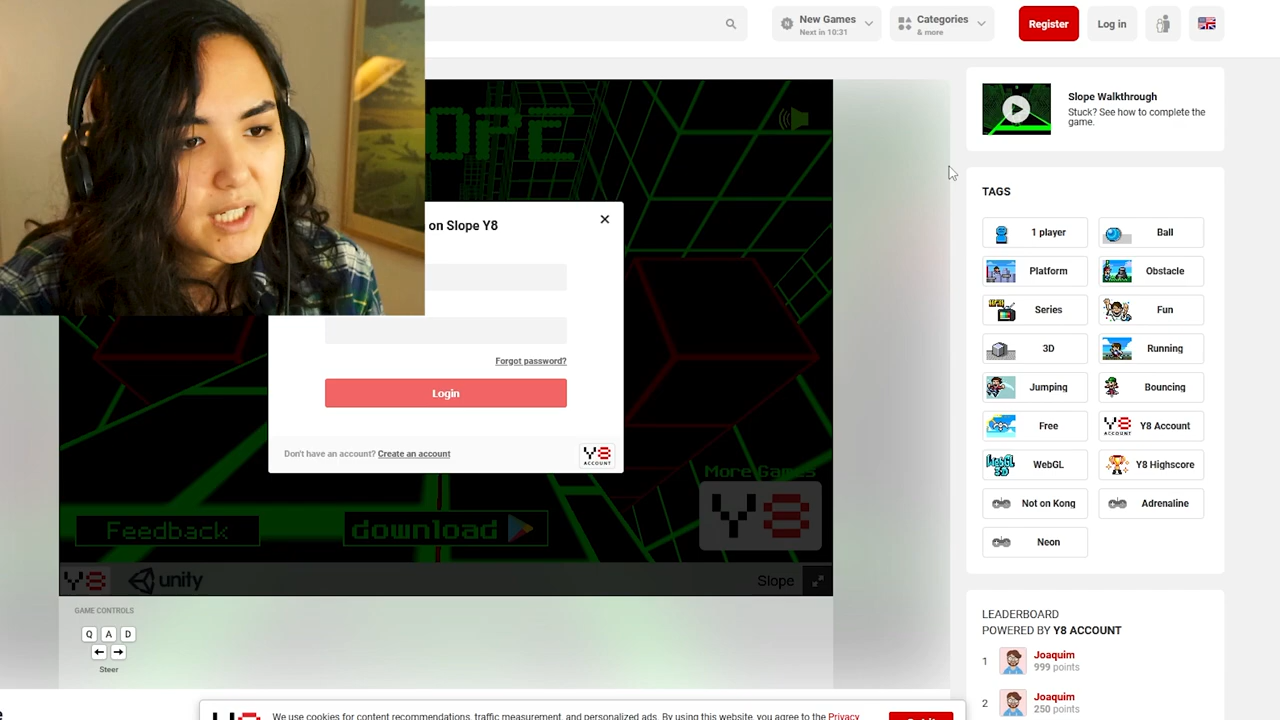 New Games
Next in 10:31
Categories
& more
Register
Log in
OPE
Slope Walkthrough
Stuck? See how to complete the
game.
on Slope Y8
TAGS
1 player
Ball
Platform
Obstacle
Series
Fun
3D
Running
Jumping
Bouncing
Free
Y8 Account
WebGL
Y8 Highscore
Not on Kong
Adrenaline
Neon
Forgot password?
Login
Don't have an account? Create an account
Y8
ACCOUNT
More Games
Y8
Feedback
download
Y8
unity
Slope
GAME CONTROLS
Q A D
Steer
LEADERBOARD
POWERED BY Y8 ACCOUNT
1
Joaquim
999 points
2
Joaquim
250 points
We use cookies for content recommendations, traffic measurement, and personalized ads. By using this website, you agree to the Privacy